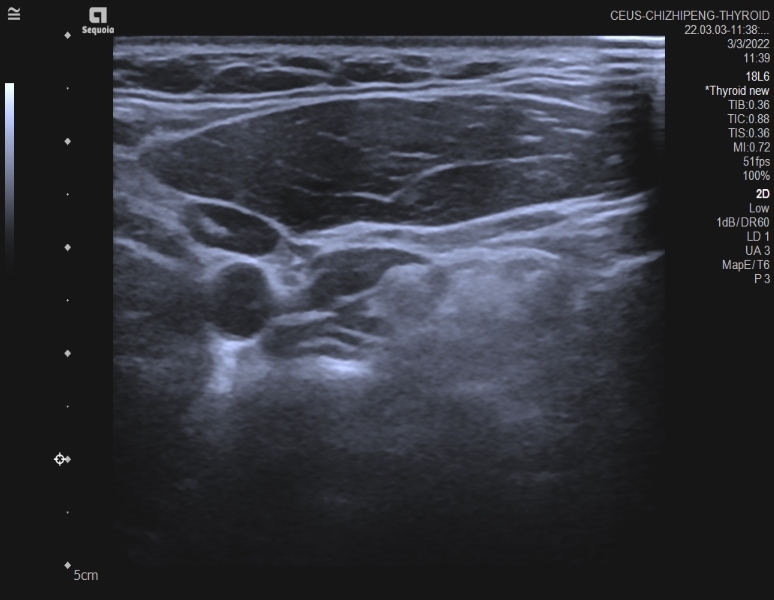 Sequoia
CEUS-CHIZHIPENG-THYROID
22.03.03-11:38:...
3/3/2022
11:39
18L6
*Thyroid new
TIB:0.36
TIC:0.88
TIS:0.36
MI:0.72
51fps
100%
2D
Low
1dB/DR60
LD 1
UA 3
MapE/T6
P 3
5cm